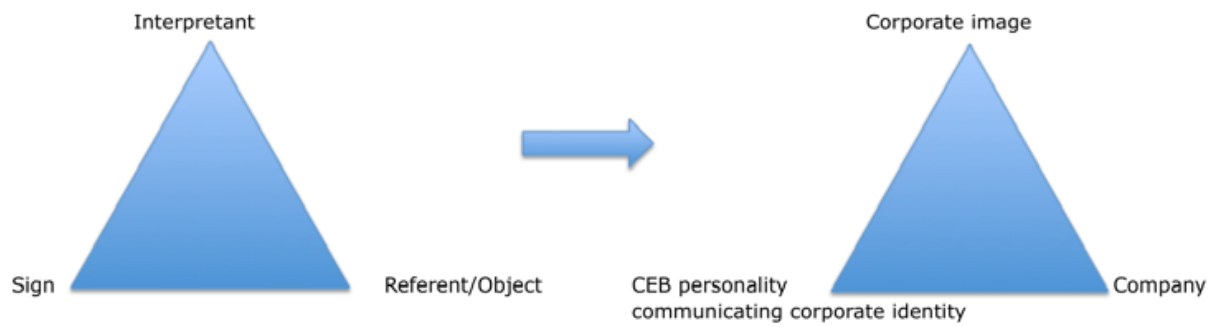 Interpretant
Corporate image
Sign
Referent/Object
CEB personality
communicating corporate identity
Company